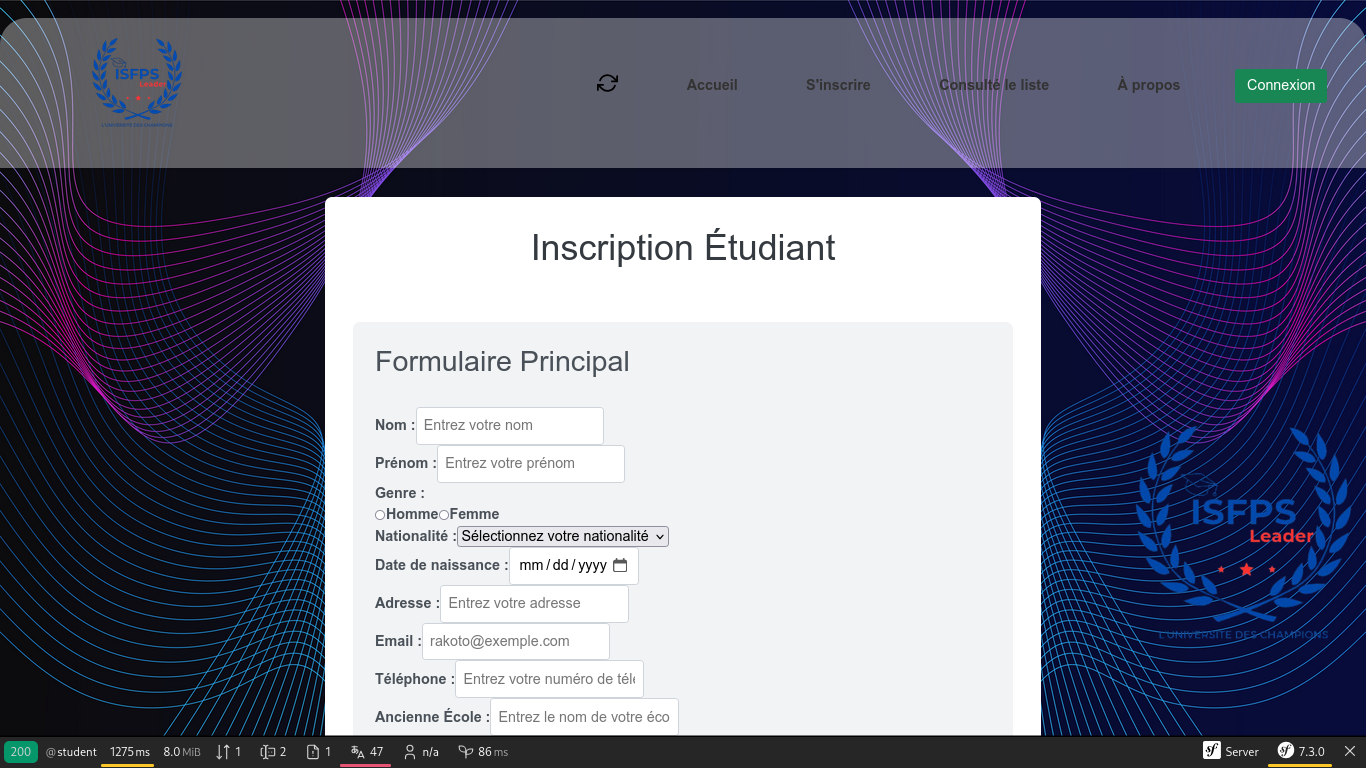 ISFPS
Leader
L'UNIVERSITÉ DES CHAMPIONS
Accueil
S'inscrire
Consulté le liste
À propos
Connexion
Inscription Étudiant
Formulaire Principal
Nom : Entrez votre nom
Prénom : Entrez votre prénom
Genre :
Homme Femme
Nationalité : Sélectionnez votre nationalité
Date de naissance : mm/dd/yyyy
Adresse : Entrez votre adresse
Email : rakoto@exemple.com
Téléphone : Entrez votre numéro de télé
Ancienne École : Entrez le nom de votre éco
ISFPS
Leader
L'UNIVERSITÉ DES CHAMPIONS
200 @student 1275 ms 8.0 MiB 1 2 1 47 n/a 86 ms Server 7.3.0